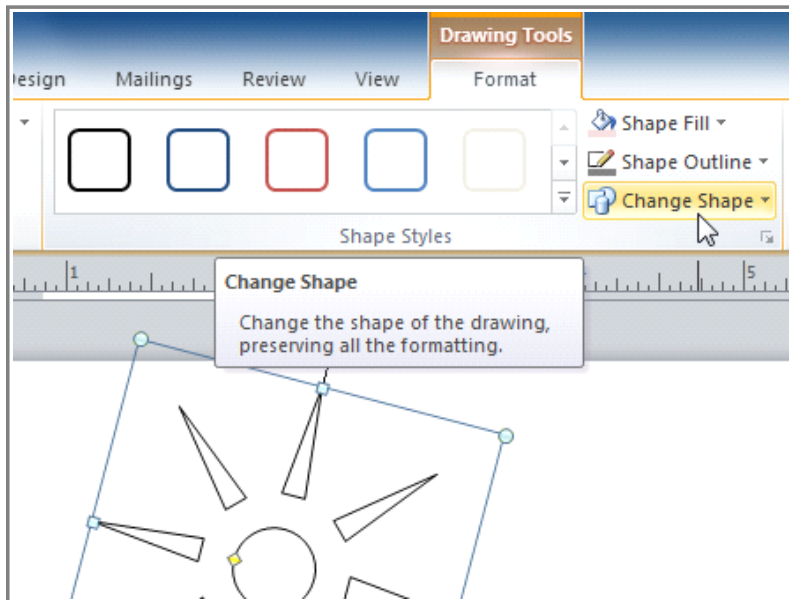 Drawing Tools
esign Mailings Review View Format
Shape Fill
Shape Outline
Change Shape
Shape Styles
1 5
Change Shape
Change the shape of the drawing,
preserving all the formatting.